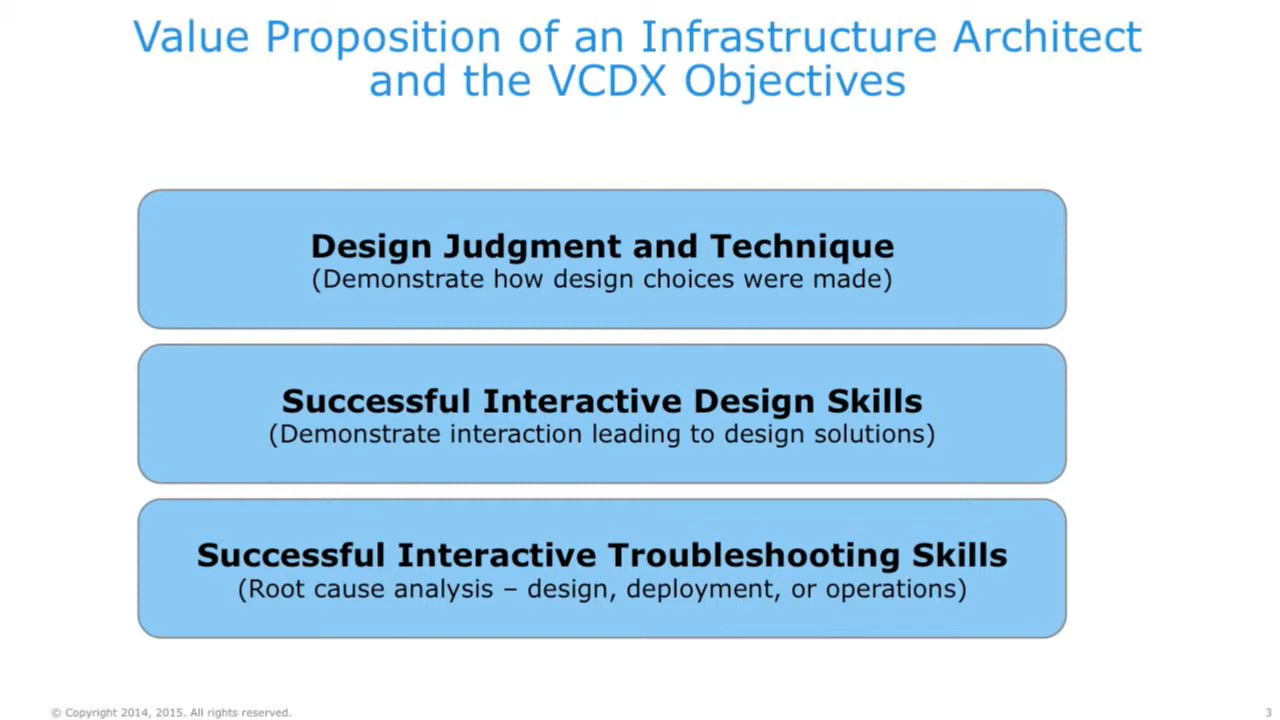 Value Proposition of an Infrastructure Architect
and the VCDX Objectives
Design Judgment and Technique
(Demonstrate how design choices were made)
Successful Interactive Design Skills
(Demonstrate interaction leading to design solutions)
Successful Interactive Troubleshooting Skills
(Root cause analysis – design, deployment, or operations)
© Copyright 2014, 2015. All rights reserved.
3